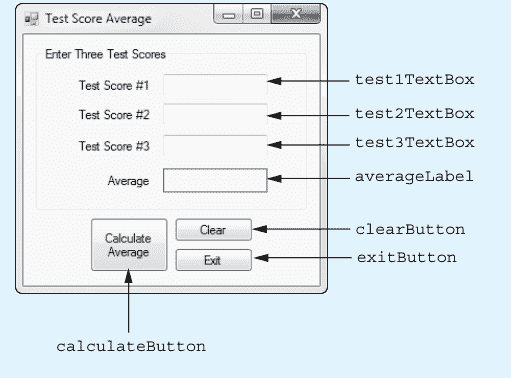 Test Score Average
Enter Three Test Scores
Test Score #1
test1TextBox
Test Score #2
test2TextBox
Test Score #3
test3TextBox
Average
averageLabel
Calculate
Average
Clear
clearButton
Exit
exitButton
calculateButton